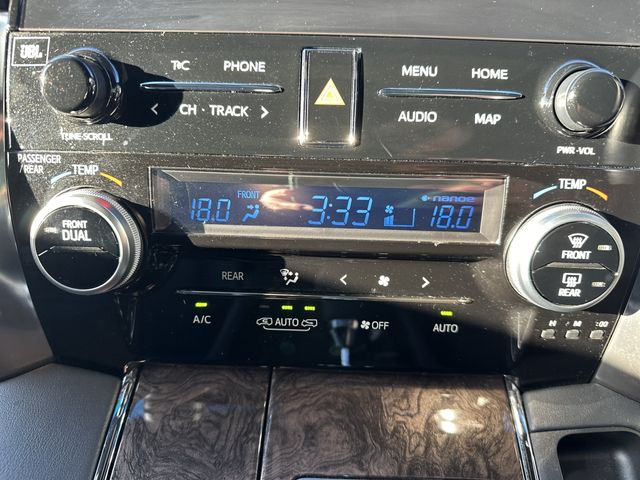 JBL
T/C PHONE MENU HOME
CH · TRACK AUDIO MAP
TUNE·SCROLL PWR·VOL
PASSENGER
/REAR
TEMP TEMP
FRONT
DUAL
FRONT nanoe
18.0 3:33 18.0
FRONT
REAR
REAR
A/C AUTO OFF AUTO
H M :00